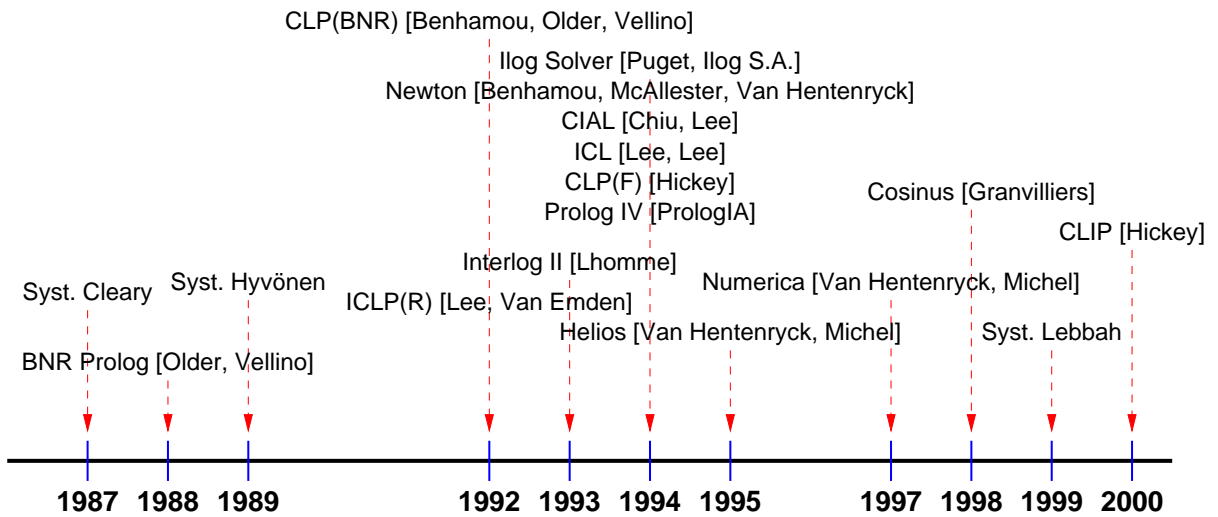 CLP(BNR) [Benhamou, Older, Vellino]
Ilog Solver [Puget, Ilog S.A.]
Newton [Benhamou, McAllester, Van Hentenryck]
CIAL [Chiu, Lee]
ICL [Lee, Lee]
CLP(F) [Hickey]
Cosinus [Granvilliers]
Prolog IV [PrologIA]
CLIP [Hickey]
Interlog II [Lhomme]
Syst. Hyvönen
Numerica [Van Hentenryck, Michel]
Syst. Cleary
ICLP(R) [Lee, Van Emden]
Helios [Van Hentenryck, Michel]
Syst. Lebbah
BNR Prolog [Older, Vellino]
1987 1988 1989 1992 1993 1994 1995 1997 1998 1999 2000